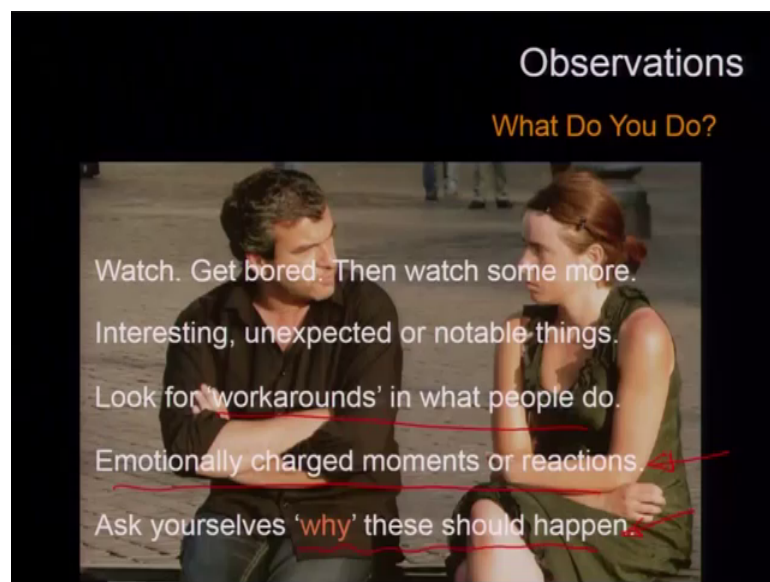 Observations
What Do You Do?
Watch. Get bored. Then watch some more.
Interesting, unexpected or notable things.
Look for ‘workarounds’ in what people do.
Emotionally charged moments or reactions.
Ask yourselves ‘why’ these should happen.